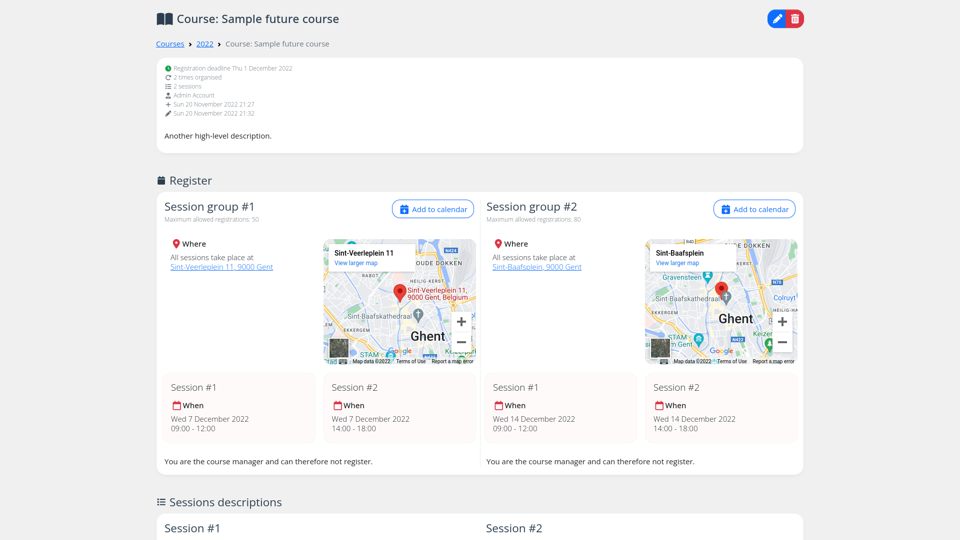 Course: Sample future course
Courses › 2022 › Course: Sample future course
Registration deadline Thu 1 December 2022
2 times organised
2 sessions
Admin Account
Sun 20 November 2022 21:27
Sun 20 November 2022 21:32
Another high-level description.
Register
Session group #1
Add to calendar
Maximum allowed registrations: 50
Where
All sessions take place at
Sint-Veerleplein 11, 9000 Gent
Sint-Veerleplein 11
View larger map
N424
OUDE DOKKEN
RABOT
HEILIG-KERST
Sint-Veerleplein 11,
9000 Gent, Belgium
Sint-Baafskathedraal
EKKERGEM
Ghent
STAM
Google
Map data ©2022
Terms of Use
Report a map error
Session #1
When
Wed 7 December 2022
09:00 - 12:00
Session #2
When
Wed 7 December 2022
14:00 - 18:00
You are the course manager and can therefore not register.
Session group #2
Add to calendar
Maximum allowed registrations: 80
Where
All sessions take place at
Sint-Baafsplein, 9000 Gent
Sint-Baafsplein
View larger map
R40
OUDE DOKKEN
Gravensteen
N70
Sint-Baafskathedraal
Colruyt
Ghent
EKKERGEM
Keizer
N422
STAM
Gent
Google
Map data ©2022
Terms of Use
Report a map error
Session #1
When
Wed 14 December 2022
09:00 - 12:00
Session #2
When
Wed 14 December 2022
14:00 - 18:00
You are the course manager and can therefore not register.
Sessions descriptions
Session #1
Session #2